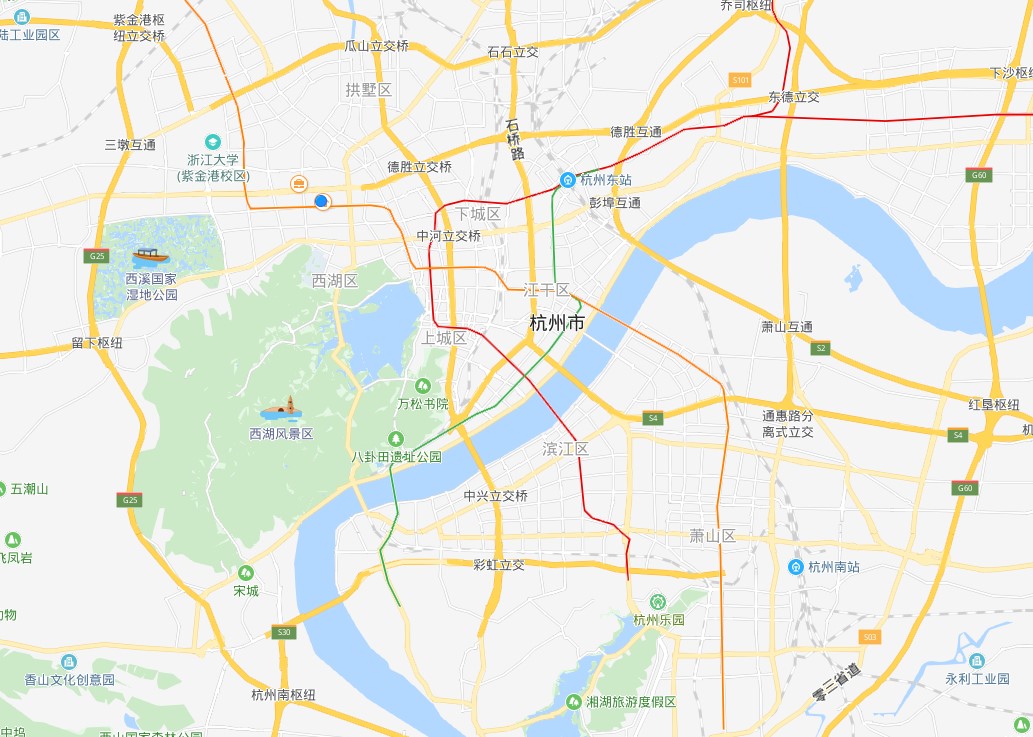 乔司枢纽
紫金港枢
纽立交桥
陆工业园区
瓜山立交桥
石石立交
下沙枢纽
S101
拱墅区
东德立交
石桥路
德胜互通
三墩互通
浙江大学
(紫金港校区)
德胜立交桥
杭州东站
G60
彭埠互通
下城区
中河立交桥
G25
西溪国家
湿地公园
西湖区
江干区
杭州市
萧山互通
上城区
留下枢纽
S2
万松书院
红垦枢纽
西湖风景区
S4
通惠路分
离式立交
机
S4
滨江区
八卦田遗址公园
五潮山
G25
中兴立交桥
G60
萧山区
飞凤岩
彩虹立交
杭州南站
宋城
杭州乐园
S30
S03
香山文化创意园
永利工业园
零三省道
杭州南枢纽
湘湖旅游度假区
中坞